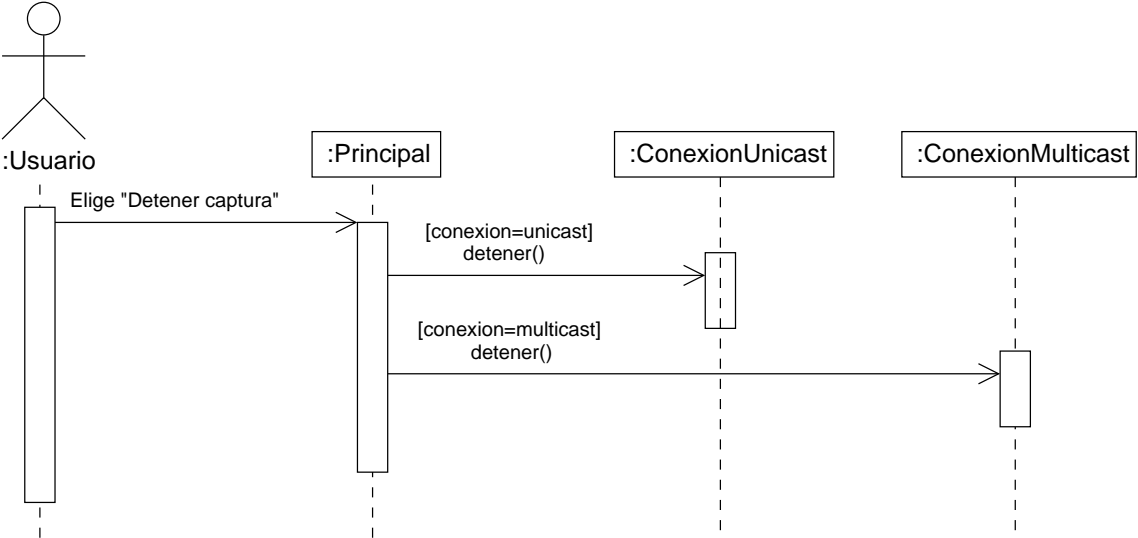 :Usuario
:Principal
:ConexionUnicast
:ConexionMulticast
Elige "Detener captura"
[conexion=unicast]
detener()
[conexion=multicast]
detener()